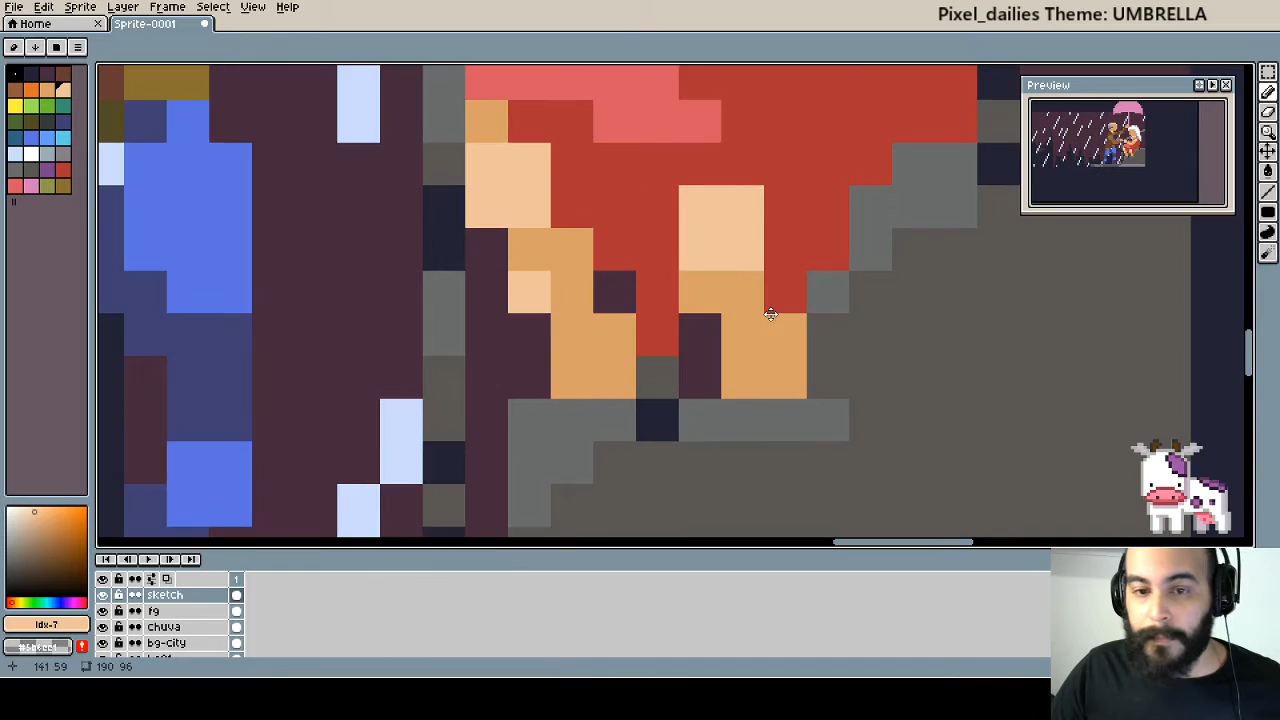 Pixel_dailies Theme: UMBRELLA
File Edit Sprite Layer Frame Select View Help
Home
Sprite-0001
Preview
sketch
fg
chuva
bg-city
Idx-7
141 59
190 96
1